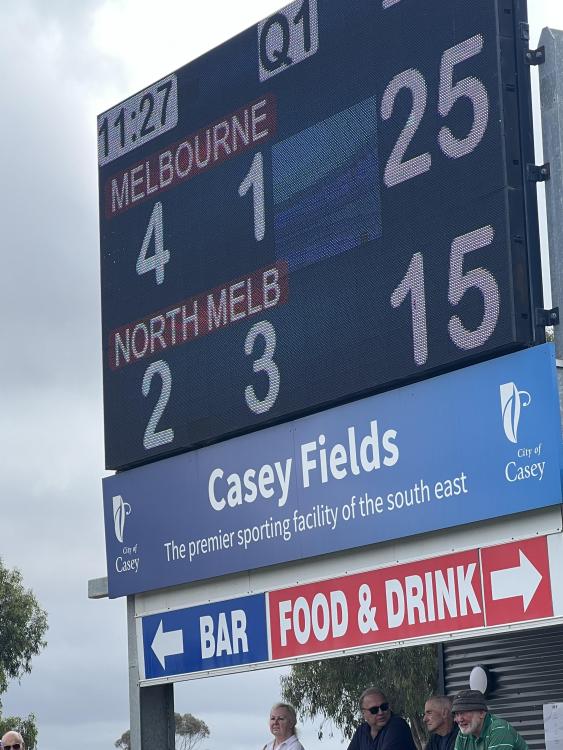 Q1
11:27
MELBOURNE
4 1 25
NORTH MELB
2 3 15
Casey Fields
The premier sporting facility of the south east
City of
Casey
City of
Casey
BAR
FOOD & DRINK